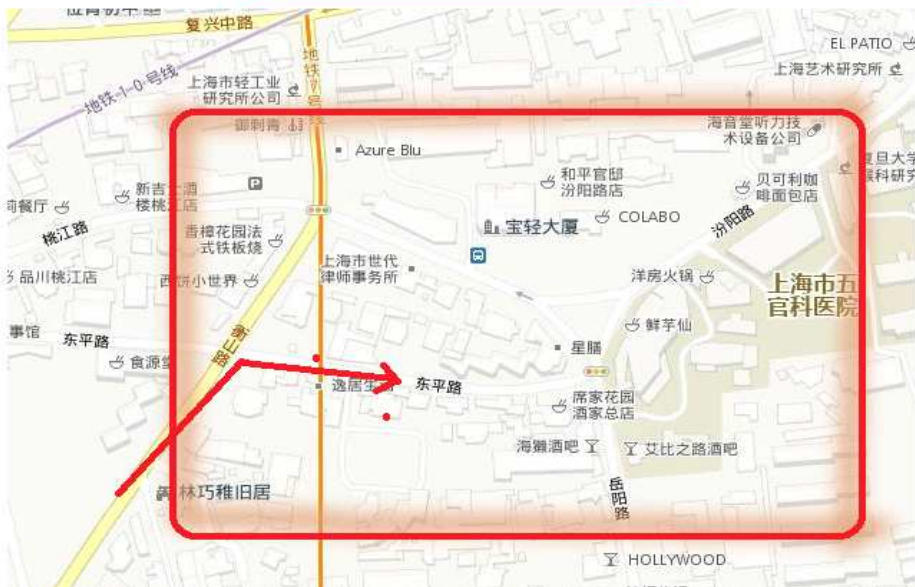 复兴中路
EL PATIO
上海艺术研究所
地铁-1-0-号线
地铁7号线
上海市轻工业
研究所公司
御刺青
海音堂听力技
术设备公司
Azure Blu
复旦大学
和平官邸
汾阳路店
贝可利咖
啡面包店
新吉士酒
楼桃江店
桃江路
COLABO
汾阳路
宝轻大厦
香樟花园法
式铁板烧
上海市世代
律师事务所
品川桃江店
西饼小世界
洋房火锅
上海市五
官科医院
鲜芋仙
衡山路
事馆
东平路
食源堂
星膳
逸居生
东平路
席家花园
酒家总店
海獭酒吧
艾比之路酒吧
林巧稚旧居
岳阳路
HOLLYWOOD